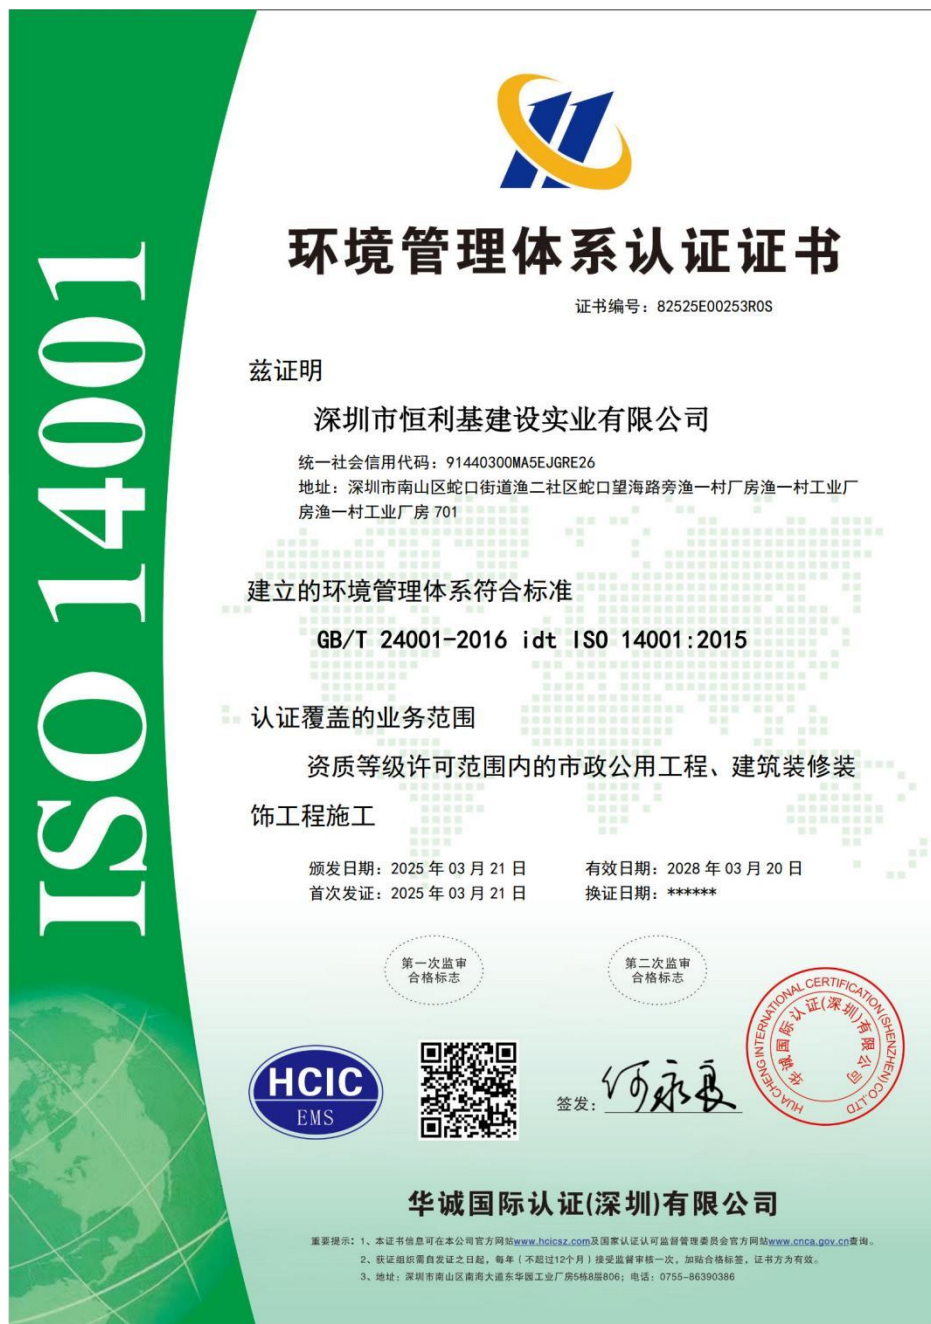 ISO 14001
环境管理体系认证证书
证书编号：82525E00253R0S
兹证明
深圳市恒利基建设实业有限公司
统一社会信用代码：91440300MA5EJGRE26
地址：深圳市南山区蛇口街道渔二社区蛇口望海路旁渔一村厂房渔一村工业厂
房渔一村工业厂房 701
建立的环境管理体系符合标准
GB/T 24001-2016 idt ISO 14001:2015
认证覆盖的业务范围
资质等级许可范围内的市政公用工程、建筑装修装
饰工程施工
颁发日期：2025 年 03 月 21 日 有效日期：2028 年 03 月 20 日
首次发证：2025 年 03 月 21 日 换证日期：******
第一次监审
合格标志
第二次监审
合格标志
HUA CHENG INTERNATIONAL CERTIFICATION (SHENZHEN) CO.,LTD
华诚国际认证(深圳)有限公司
HCIC
EMS
签发：
华诚国际认证(深圳)有限公司
重要提示：1、本证书信息可在本公司官方网站www.hcicsz.com及国家认证认可监督管理委员会官方网站www.cnca.gov.cn查询。
2、获证组织需自发证之日起，每年（不超过12个月）接受监督审核一次，加贴合格标签，证书方为有效。
3、地址：深圳市南山区南海大道东华园工业厂房5栋8层806；电话：0755-86390386